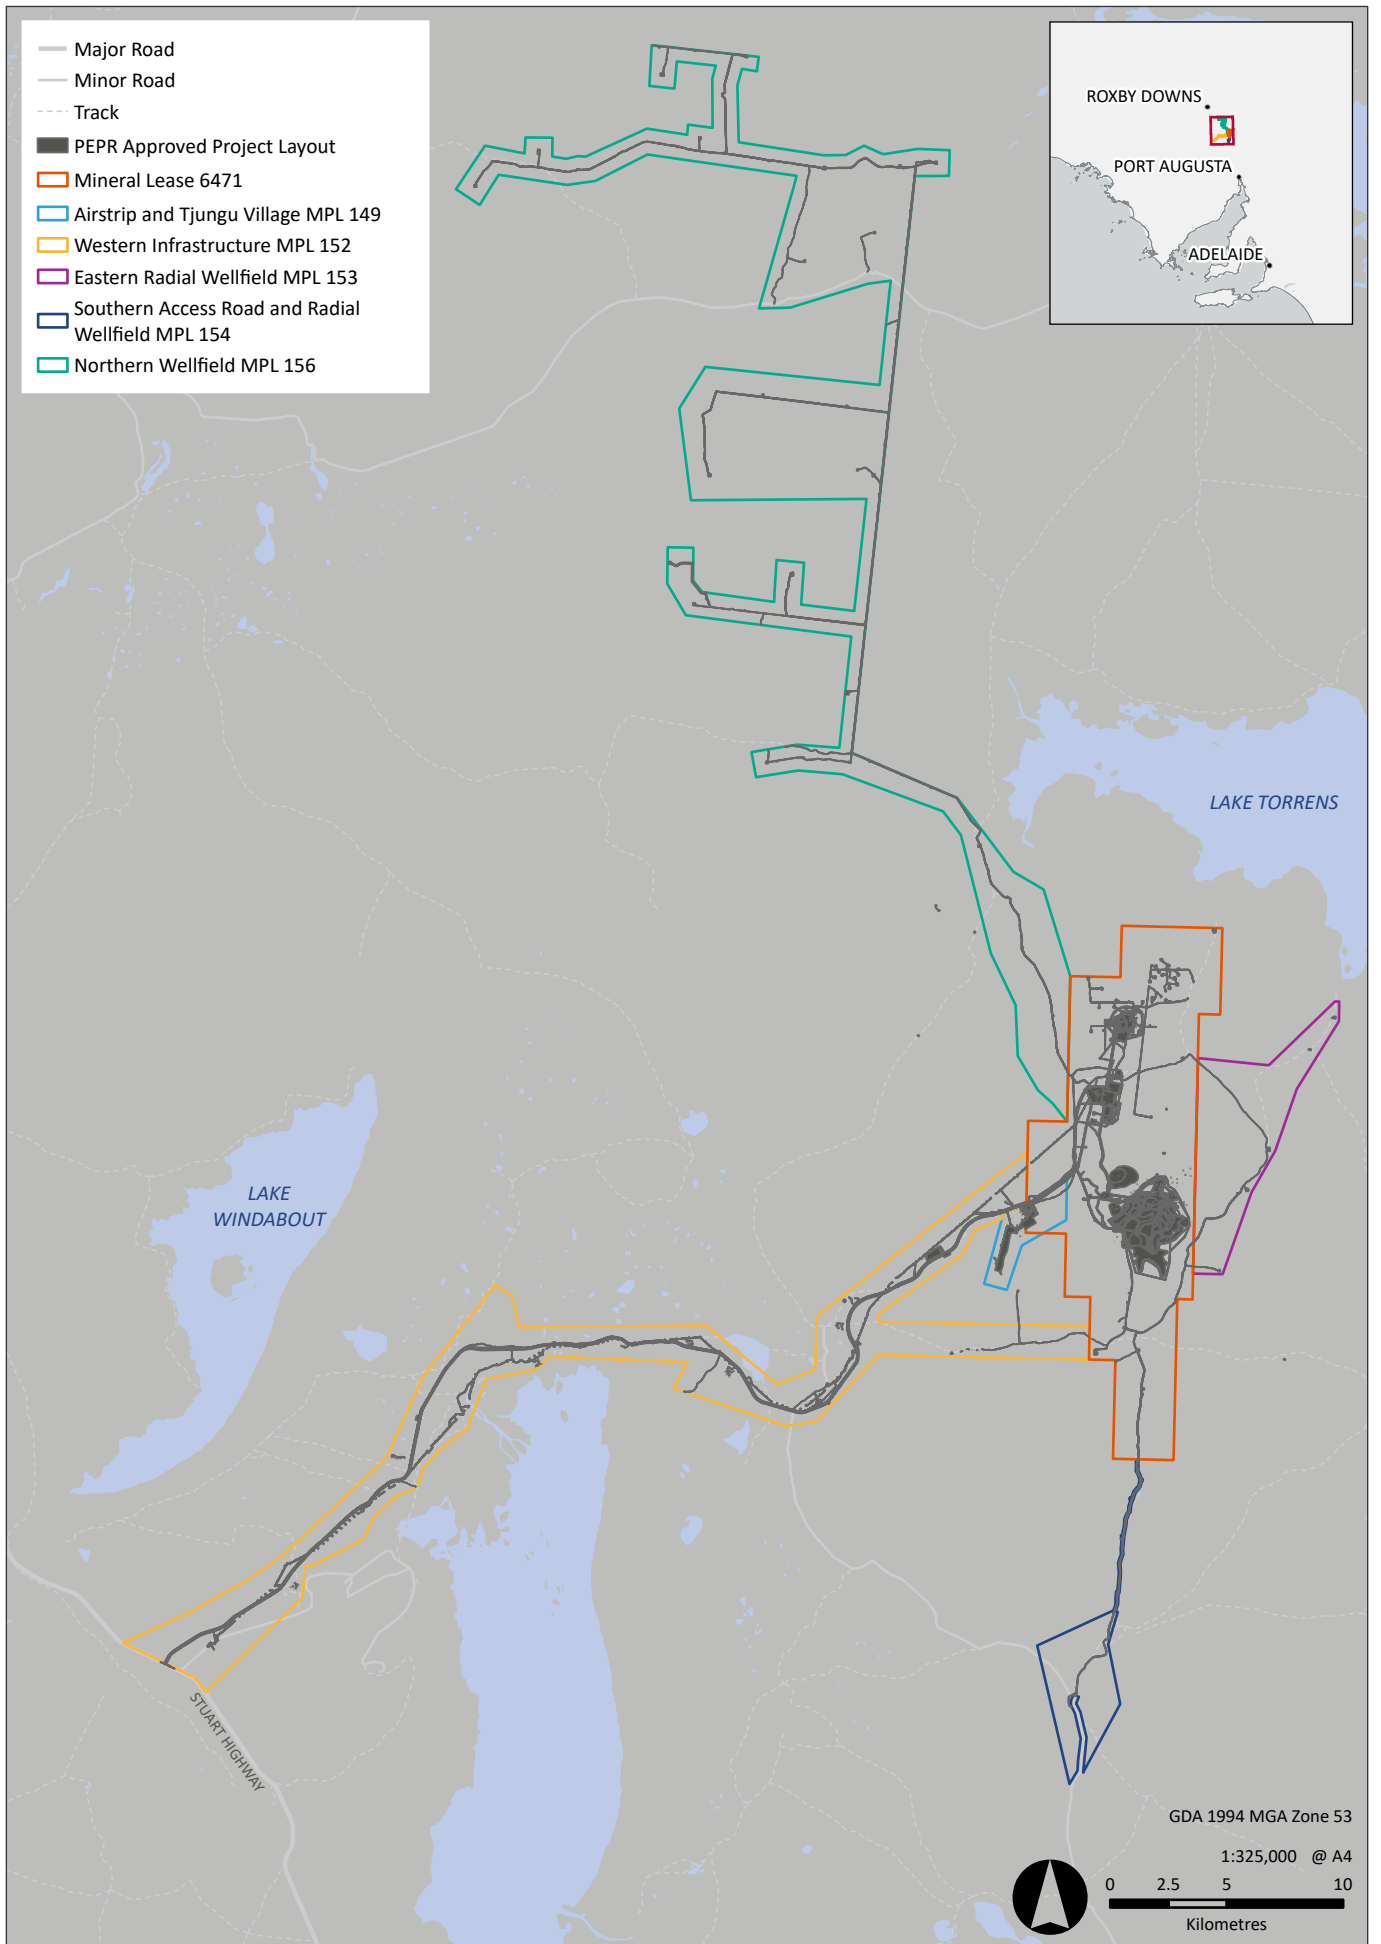 Major Road
Minor Road
Track
PEPR Approved Project Layout
Mineral Lease 6471
Airstrip and Tjungu Village MPL 149
Western Infrastructure MPL 152
Eastern Radial Wellfield MPL 153
Southern Access Road and Radial
Wellfield MPL 154
Northern Wellfield MPL 156
ROXBY DOWNS
PORT AUGUSTA
ADELAIDE
LAKE TORRENS
LAKE
WINDABOUT
STUART HIGHWAY
GDA 1994 MGA Zone 53
1:325,000 @ A4
0 2.5 5 10
Kilometres